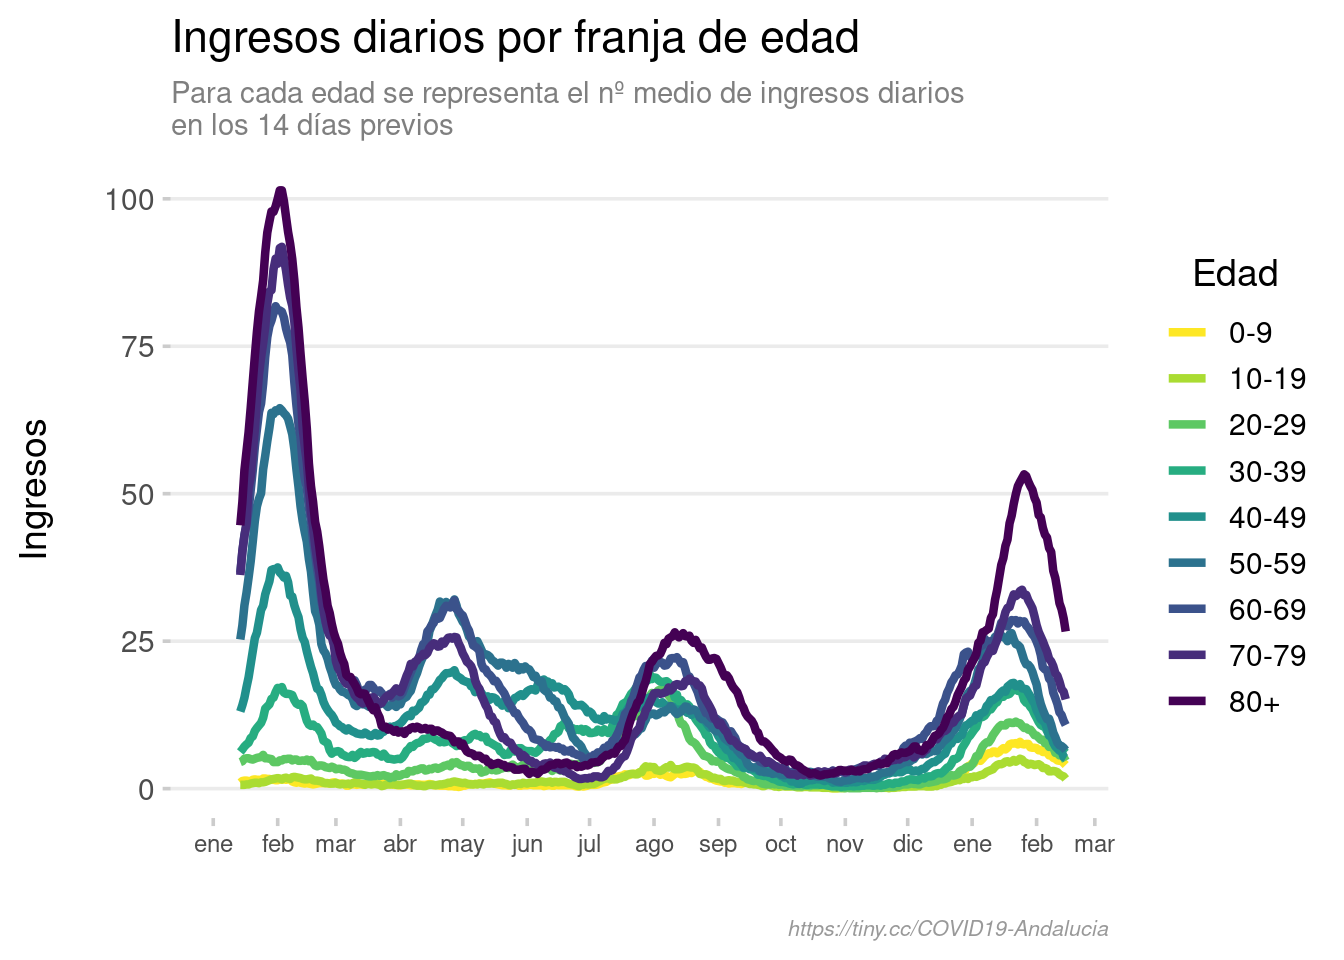 Ingresos diarios por franja de edad
Para cada edad se representa el nº medio de ingresos diarios
en los 14 días previos
Ingresos
100
75
50
25
0
ene feb mar abr may jun jul ago sep oct nov dic ene feb mar
Edad
0-9
10-19
20-29
30-39
40-49
50-59
60-69
70-79
80+
https://tiny.cc/COVID19-Andalucia